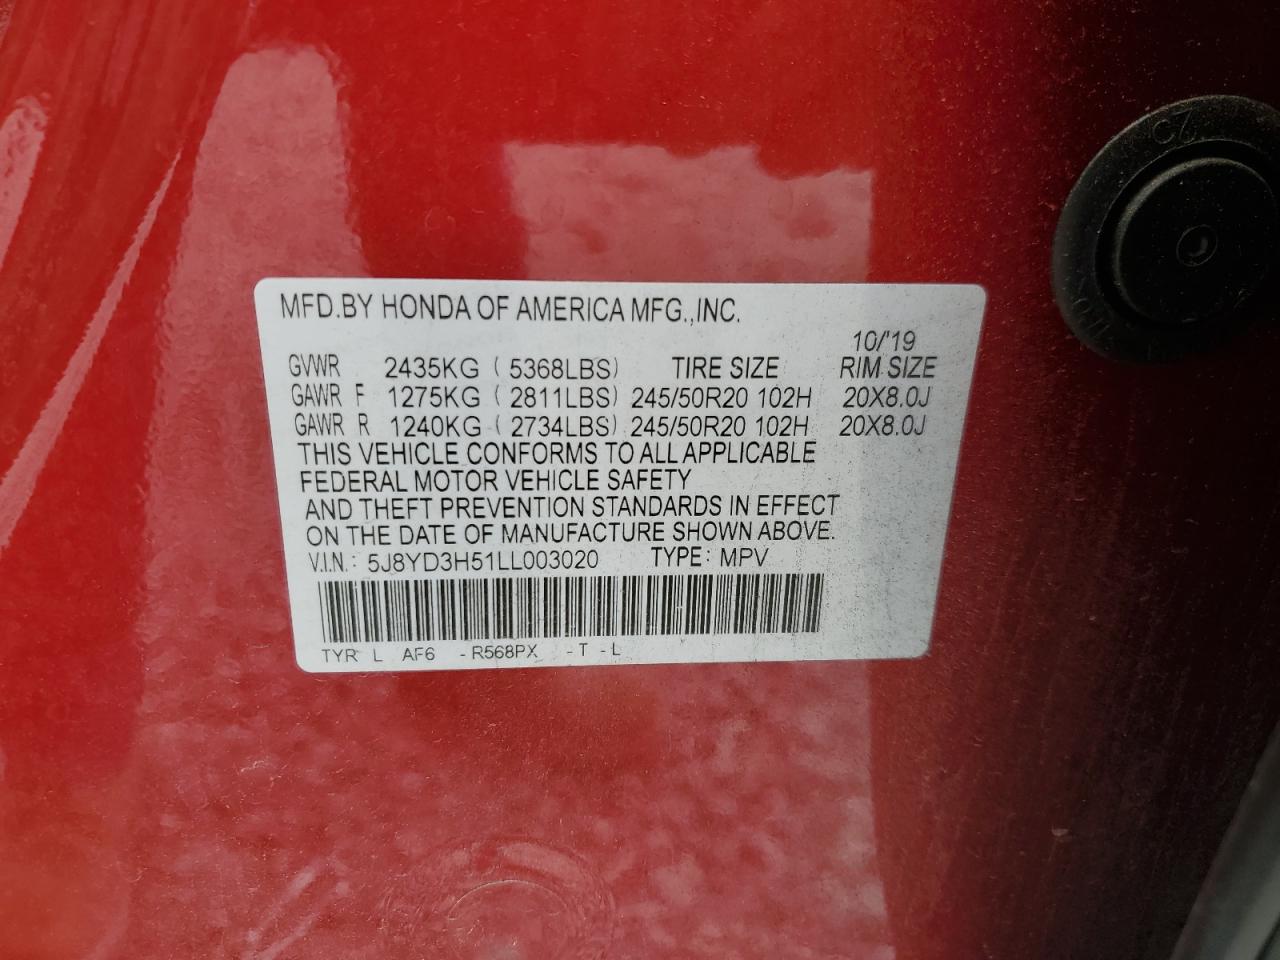 MFD.BY HONDA OF AMERICA MFG.,INC.
10/'19
GVWR 2435KG ( 5368LBS) TIRE SIZE RIM SIZE
GAWR F 1275KG ( 2811LBS) 245/50R20 102H 20X8.0J
GAWR R 1240KG ( 2734LBS) 245/50R20 102H 20X8.0J
THIS VEHICLE CONFORMS TO ALL APPLICABLE
FEDERAL MOTOR VEHICLE SAFETY
AND THEFT PREVENTION STANDARDS IN EFFECT
ON THE DATE OF MANUFACTURE SHOWN ABOVE.
V.I.N.: 5J8YD3H51LL003020 TYPE: MPV
TYR L AF6 - R568PX - T - L